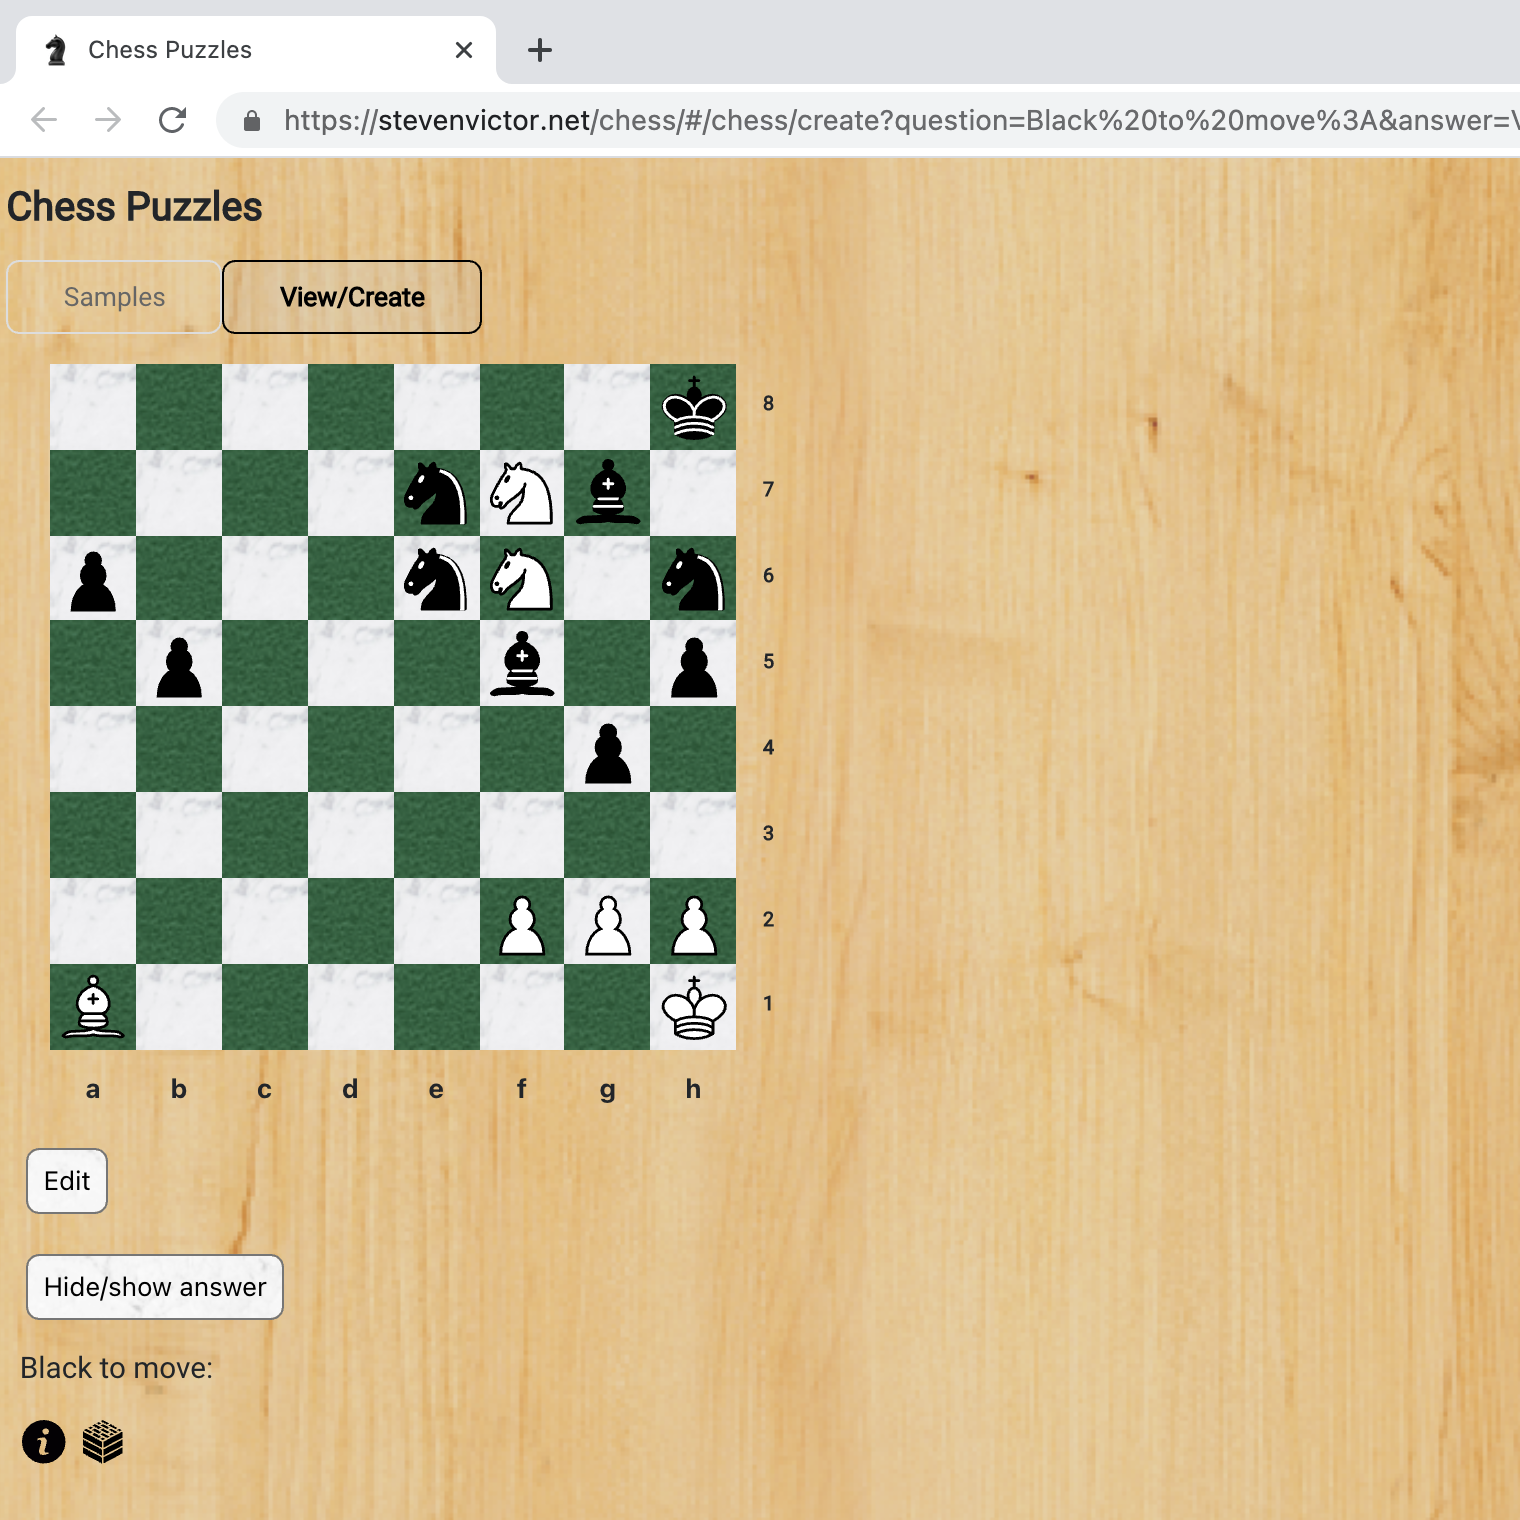 Chess Puzzles
https://stevenvictor.net/chess/#/chess/create?question=Black%20to%20move%3A&answer=
Chess Puzzles
Samples View/Create
8
7
6
5
4
3
2
1
a b c d e f g h
Edit
Hide/show answer
Black to move:
i